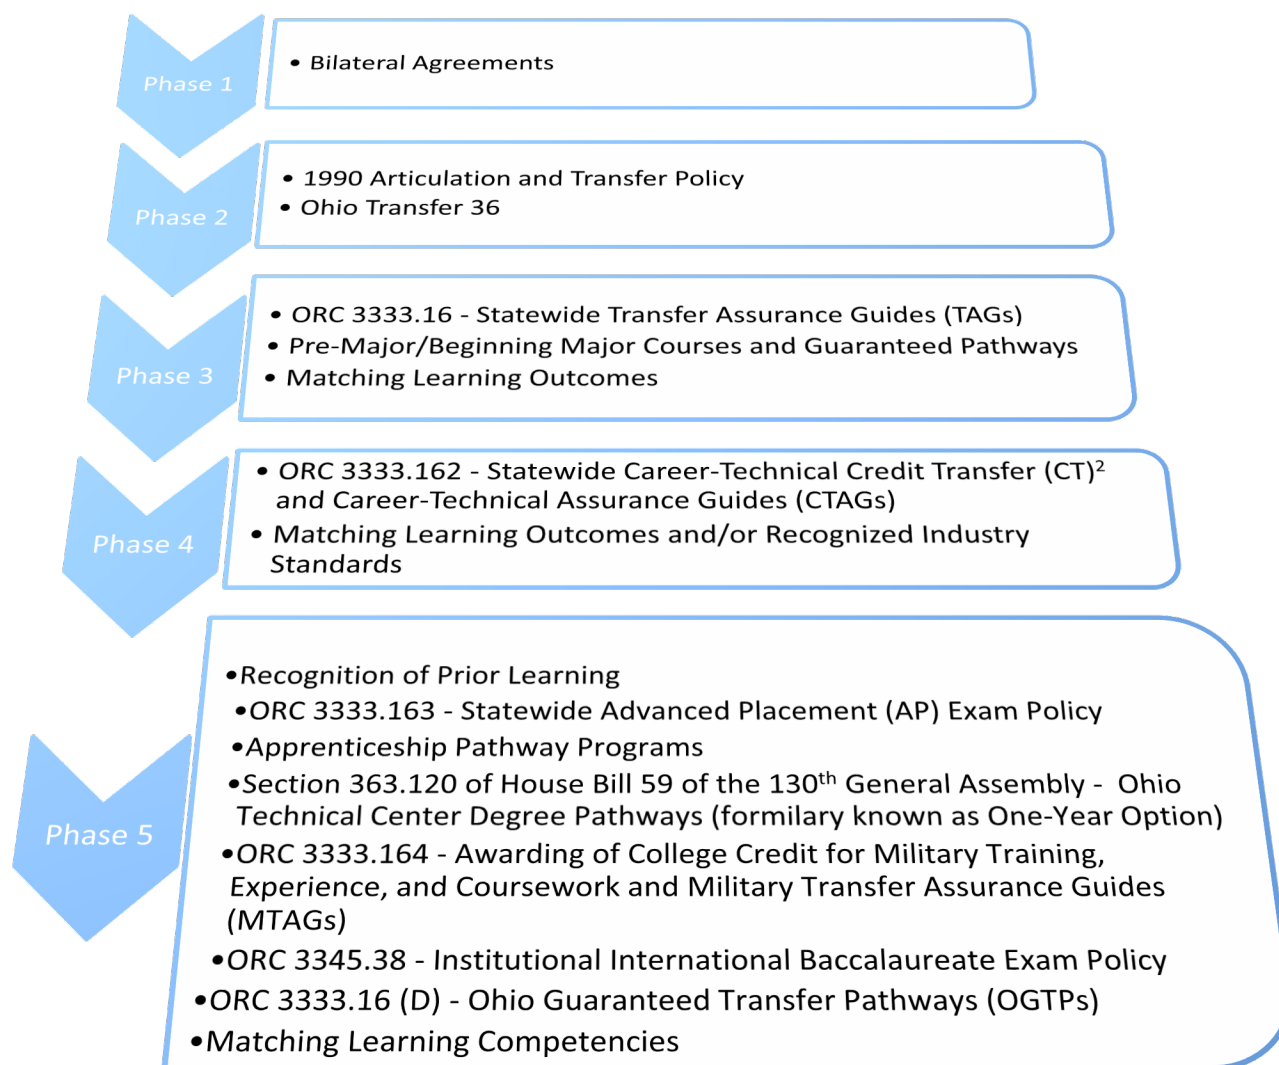 Phase 1
• Bilateral Agreements
Phase 2
• 1990 Articulation and Transfer Policy
• Ohio Transfer 36
Phase 3
• ORC 3333.16 - Statewide Transfer Assurance Guides (TAGs)
• Pre-Major/Beginning Major Courses and Guaranteed Pathways
• Matching Learning Outcomes
Phase 4
• ORC 3333.162 - Statewide Career-Technical Credit Transfer (CT)²
and Career-Technical Assurance Guides (CTAGs)
• Matching Learning Outcomes and/or Recognized Industry
Standards
Phase 5
•Recognition of Prior Learning
•ORC 3333.163 - Statewide Advanced Placement (AP) Exam Policy
•Apprenticeship Pathway Programs
•Section 363.120 of House Bill 59 of the 130th General Assembly - Ohio
Technical Center Degree Pathways (formilary known as One-Year Option)
•ORC 3333.164 - Awarding of College Credit for Military Training,
Experience, and Coursework and Military Transfer Assurance Guides
(MTAGs)
•ORC 3345.38 - Institutional International Baccalaureate Exam Policy
•ORC 3333.16 (D) - Ohio Guaranteed Transfer Pathways (OGTPs)
•Matching Learning Competencies